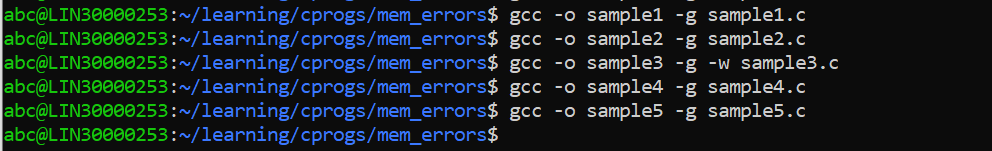 abc@LIN30000253:~/learning/cprogs/mem_errors$ gcc -o sample1 -g sample1.c
abc@LIN30000253:~/learning/cprogs/mem_errors$ gcc -o sample2 -g sample2.c
abc@LIN30000253:~/learning/cprogs/mem_errors$ gcc -o sample3 -g -w sample3.c
abc@LIN30000253:~/learning/cprogs/mem_errors$ gcc -o sample4 -g sample4.c
abc@LIN30000253:~/learning/cprogs/mem_errors$ gcc -o sample5 -g sample5.c
abc@LIN30000253:~/learning/cprogs/mem_errors$